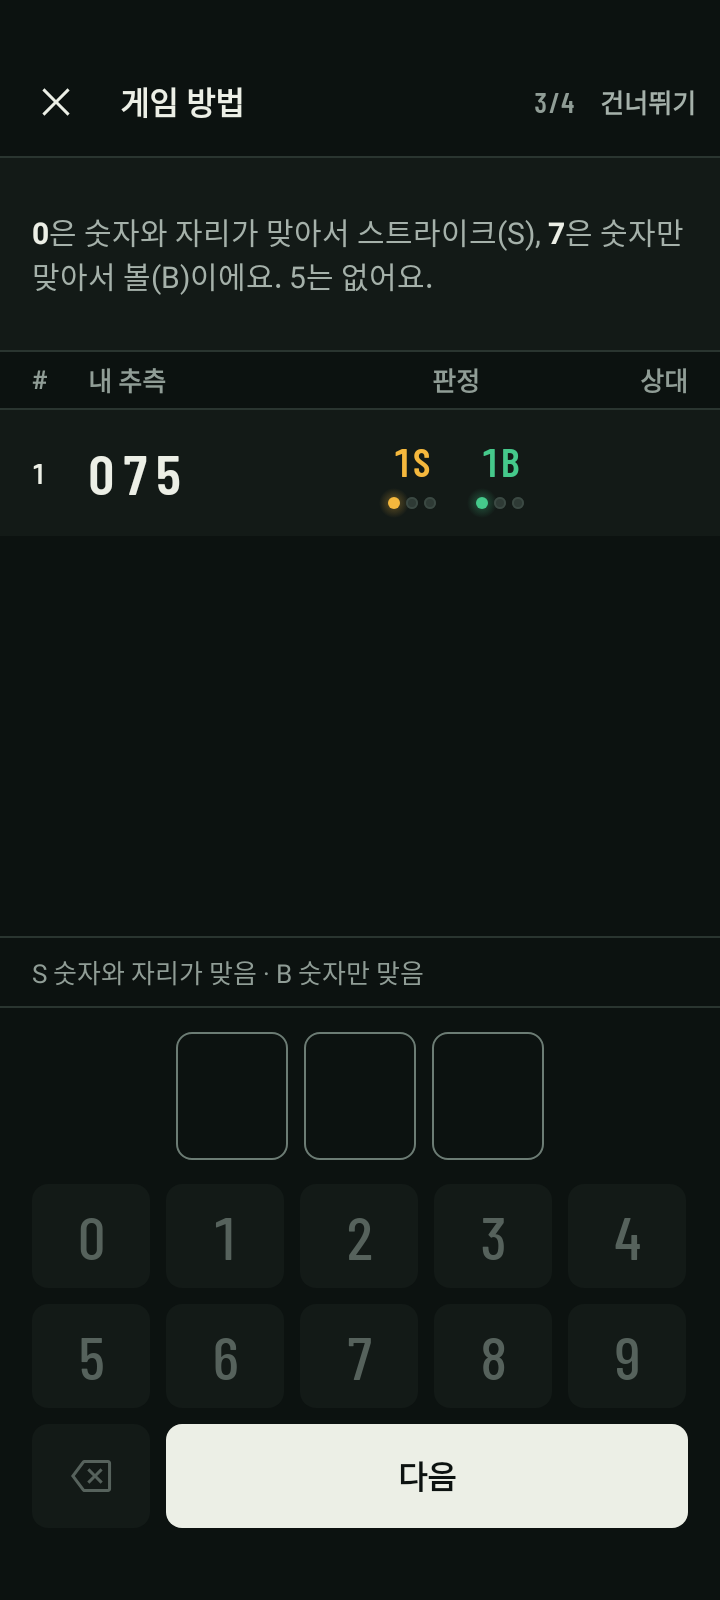 게임 방법 3/4 건너뛰기
0은 숫자와 자리가 맞아서 스트라이크(S), 7은 숫자만
맞아서 볼(B)이에요. 5는 없어요.
# 내 추측 판정 상대
1 075 1S 1B
S 숫자와 자리가 맞음 · B 숫자만 맞음
0 1 2 3 4
5 6 7 8 9
다음